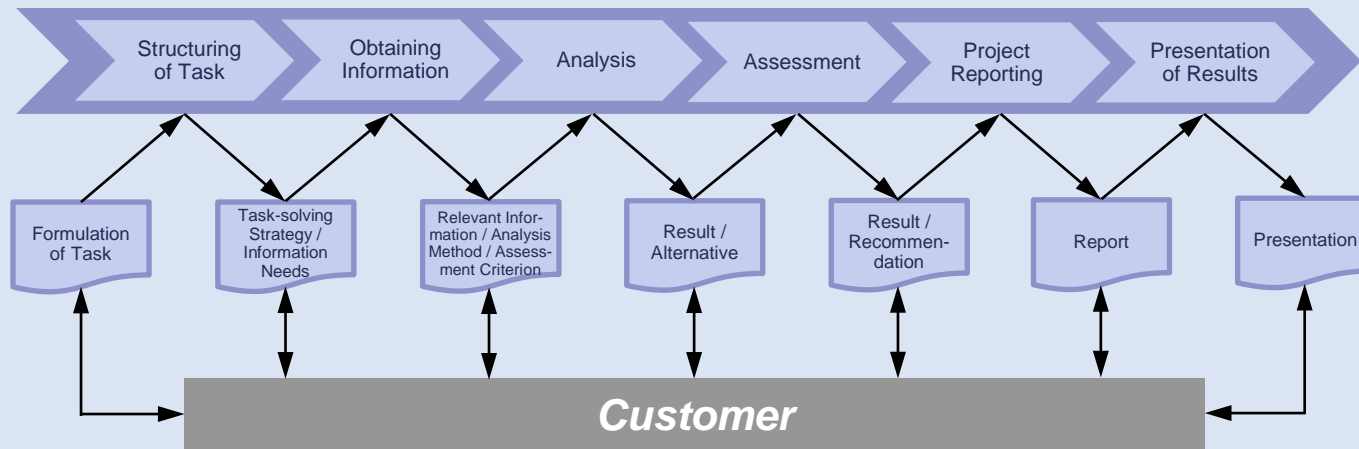 Structuring
of Task
Obtaining
Information
Analysis
Assessment
Project
Reporting
Presentation
of Results
Formulation
of Task
Task-solving
Strategy /
Information
Needs
Relevant Infor-
mation / Analysis
Method / Assess-
ment Criterion
Result /
Alternative
Result /
Recommen-
dation
Report
Presentation
Customer